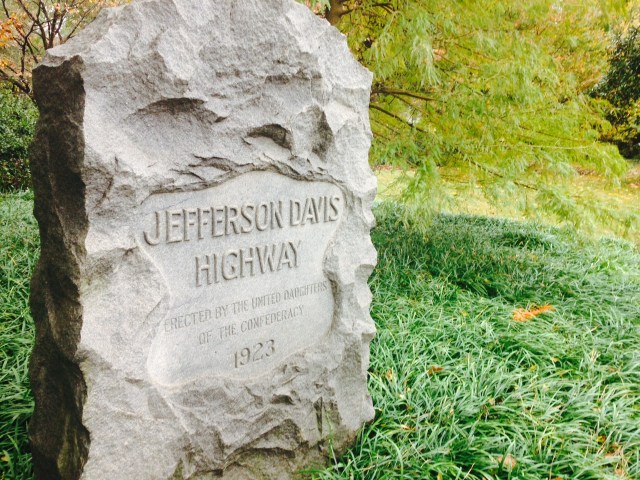 JEFFERSON DAVIS
HIGHWAY
ERECTED BY THE UNITED DAUGHTERS
OF THE CONFEDERACY
1923